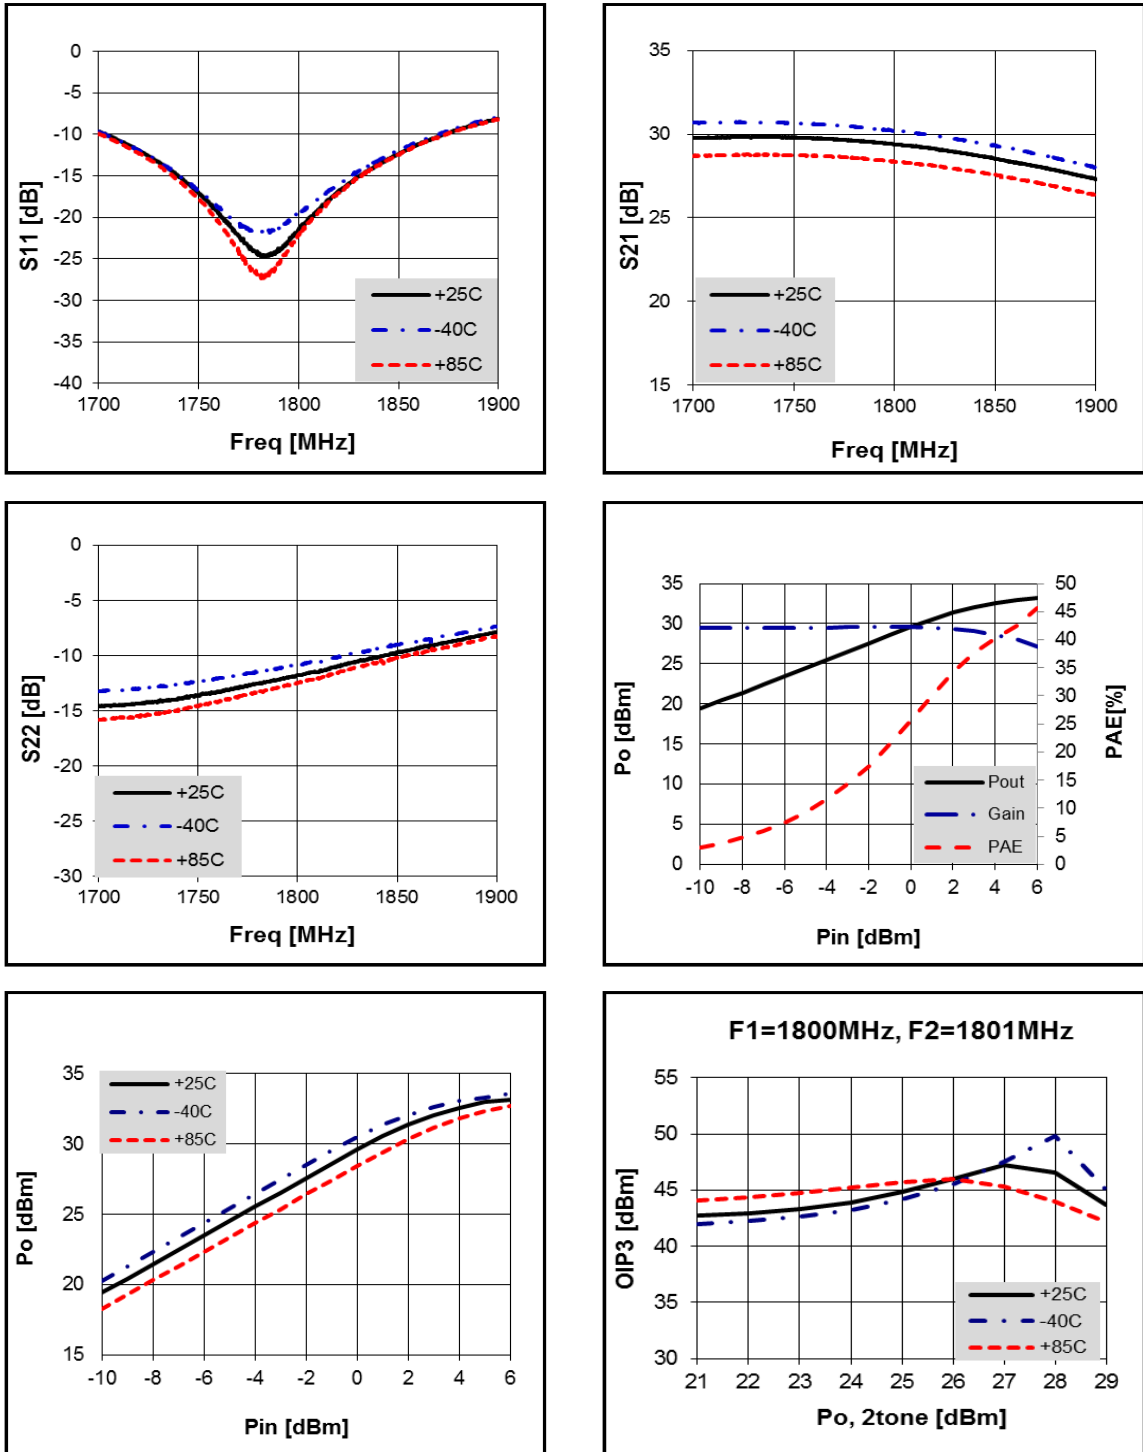 0
-5
-10
-15
-20
-25
-30
-35
-40
S11 [dB]
+25C
-40C
+85C
1700 1750 1800 1850 1900
Freq [MHz]
35
30
25
20
15
S21 [dB]
+25C
-40C
+85C
1700 1750 1800 1850 1900
Freq [MHz]
0
-5
-10
-15
-20
-25
-30
S22 [dB]
+25C
-40C
+85C
1700 1750 1800 1850 1900
Freq [MHz]
35
30
25
20
15
10
5
0
Po [dBm]
50
45
40
35
30
25
20
15
10
5
0
PAE[%]
Pout
Gain
PAE
-10 -8 -6 -4 -2 0 2 4 6
Pin [dBm]
35
30
25
20
15
Po [dBm]
+25C
-40C
+85C
-10 -8 -6 -4 -2 0 2 4 6
Pin [dBm]
F1=1800MHz, F2=1801MHz
55
50
45
40
35
30
OIP3 [dBm]
+25C
-40C
+85C
21 22 23 24 25 26 27 28 29
Po, 2tone [dBm]